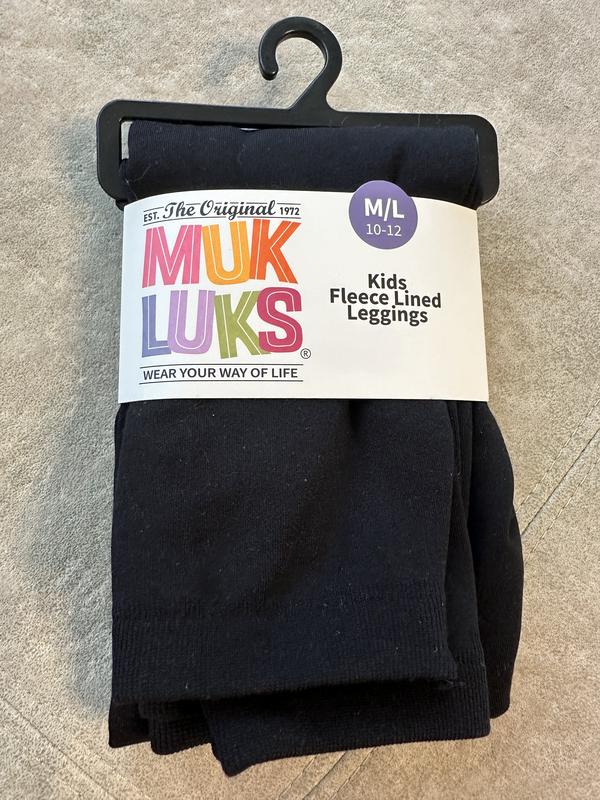 EST. The Original 1972
MUK
LUKS®
WEAR YOUR WAY OF LIFE
M/L
10-12
Kids
Fleece Lined
Leggings